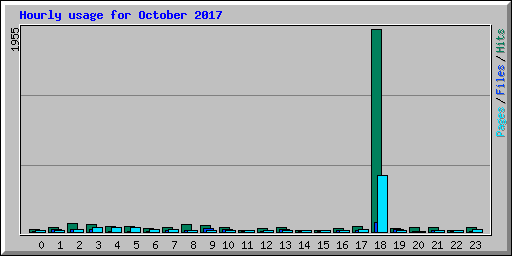 Hourly usage for October 2017
1955
Pages/Files/Hits
0 1 2 3 4 5 6 7 8 9 10 11 12 13 14 15 16 17 18 19 20 21 22 23